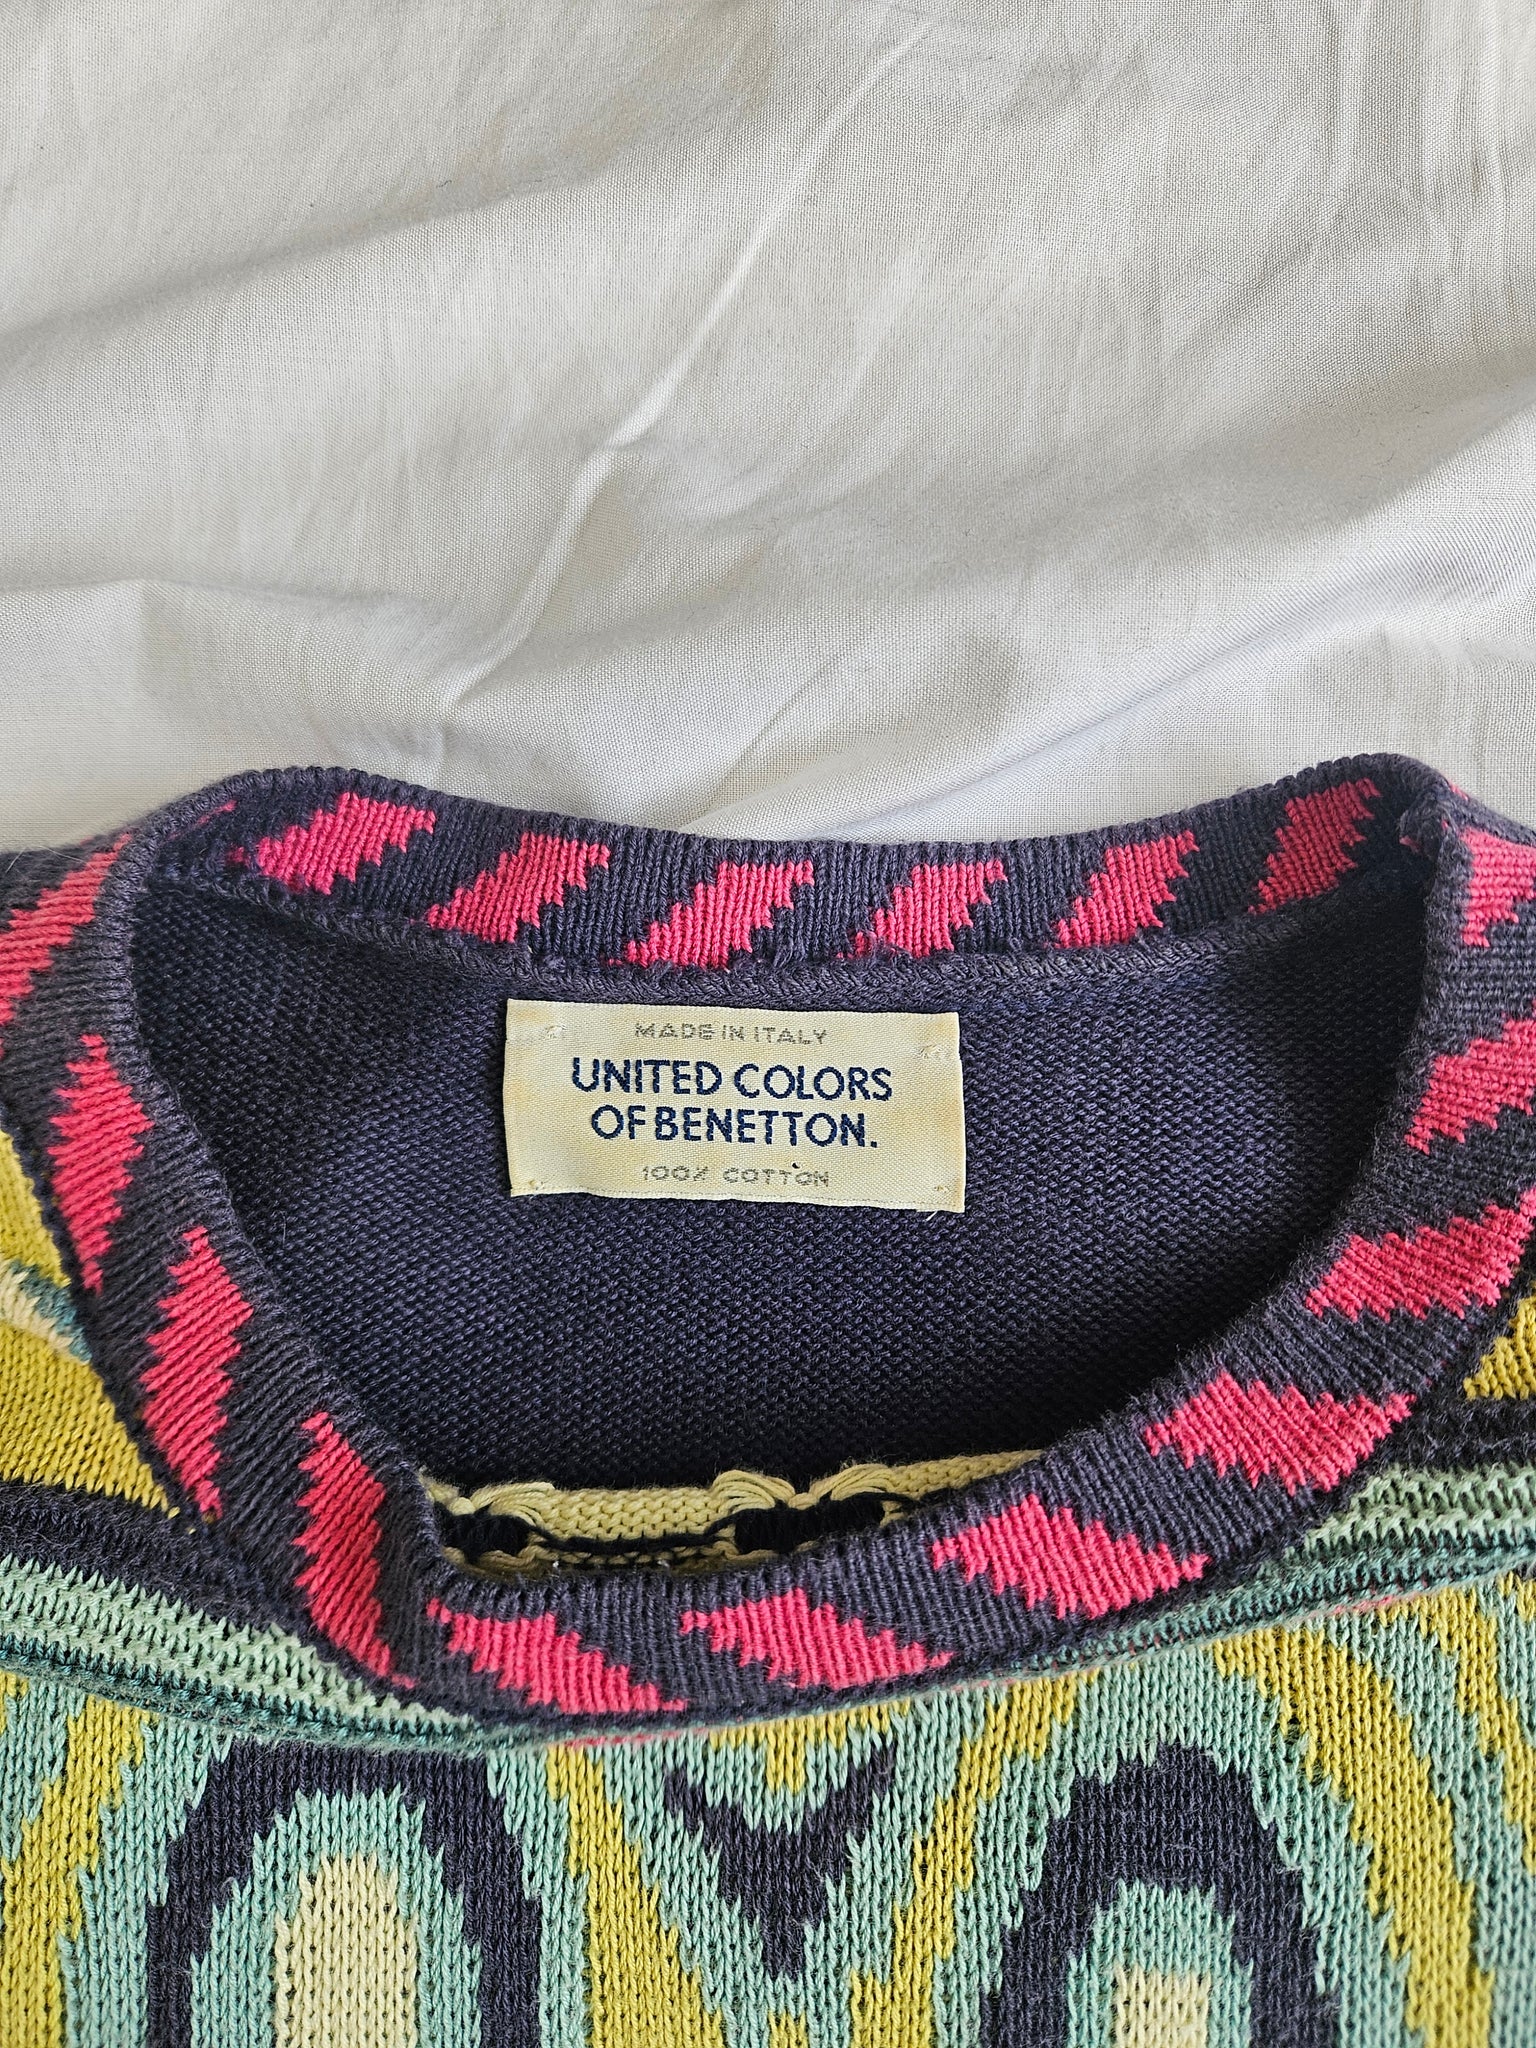 MADE IN ITALY
UNITED COLORS
OF BENETTON.
100% COTTON